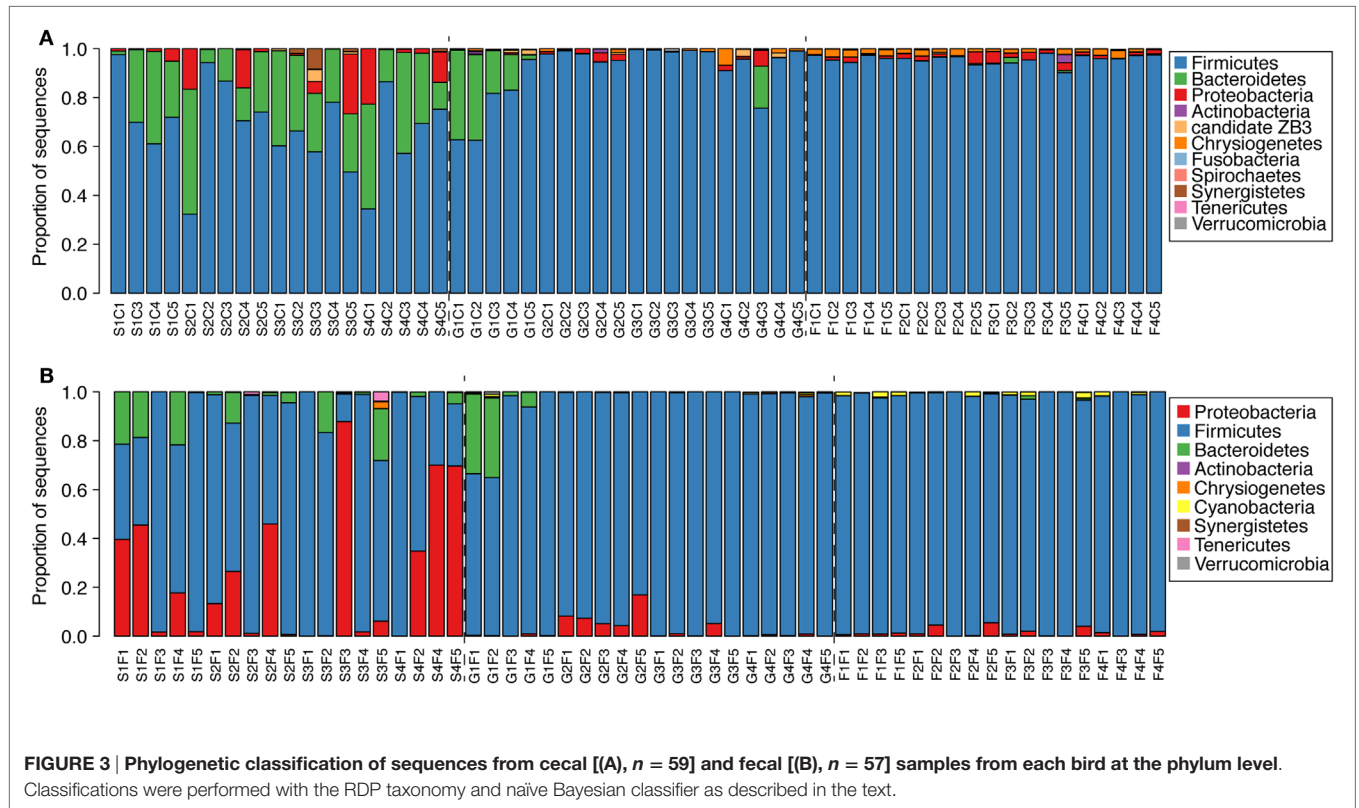 A
Proportion of sequences
1.0
0.8
0.6
0.4
0.2
0.0
S1C1 S1C3 S1C4 S1C5 S2C1 S2C2 S2C3 S2C4 S2C5 S3C1 S3C2 S3C3 S3C4 S3C5 S4C1 S4C2 S4C3 S4C4 S4C5 G1C1 G1C2 G1C3 G1C4 G1C5 G2C1 G2C2 G2C3 G2C4 G2C5 G3C1 G3C2 G3C3 G3C4 G3C5 G4C1 G4C2 G4C3 G4C4 G4C5 F1C1 F1C2 F1C3 F1C4 F1C5 F2C1 F2C2 F2C3 F2C4 F2C5 F3C1 F3C2 F3C3 F3C4 F3C5 F4C1 F4C2 F4C3 F4C4 F4C5
Firmicutes
Bacteroidetes
Proteobacteria
Actinobacteria
candidate ZB3
Chrysiogenetes
Fusobacteria
Spirochaetes
Synergistetes
Tenericutes
Verrucomicrobia
B
Proportion of sequences
1.0
0.8
0.6
0.4
0.2
0.0
S1F1 S1F2 S1F3 S1F4 S1F5 S2F1 S2F2 S2F3 S2F4 S2F5 S3F1 S3F2 S3F3 S3F4 S3F5 S4F1 S4F2 S4F4 S4F5 G1F1 G1F2 G1F3 G1F4 G1F5 G2F1 G2F2 G2F3 G2F4 G2F5 G3F1 G3F2 G3F3 G3F4 G3F5 G4F1 G4F2 G4F3 G4F4 G4F5 F1F1 F1F2 F1F3 F1F5 F2F1 F2F2 F2F3 F2F4 F2F5 F3F1 F3F2 F3F3 F3F4 F3F5 F4F1 F4F3 F4F4 F4F5
Proteobacteria
Firmicutes
Bacteroidetes
Actinobacteria
Chrysiogenetes
Cyanobacteria
Synergistetes
Tenericutes
Verrucomicrobia
FIGURE 3 | Phylogenetic classification of sequences from cecal [(A), n = 59] and fecal [(B), n = 57] samples from each bird at the phylum level.
Classifications were performed with the RDP taxonomy and naïve Bayesian classifier as described in the text.